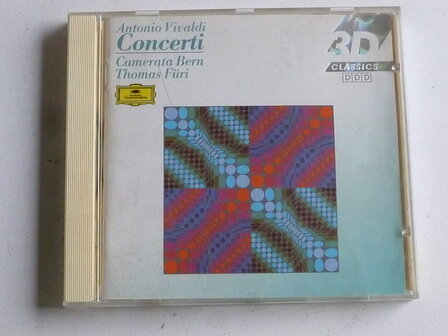 Antonio Vivaldi
Concerti
Camerata Bern
Thomas Füri
3D
CLASSICS
DDD